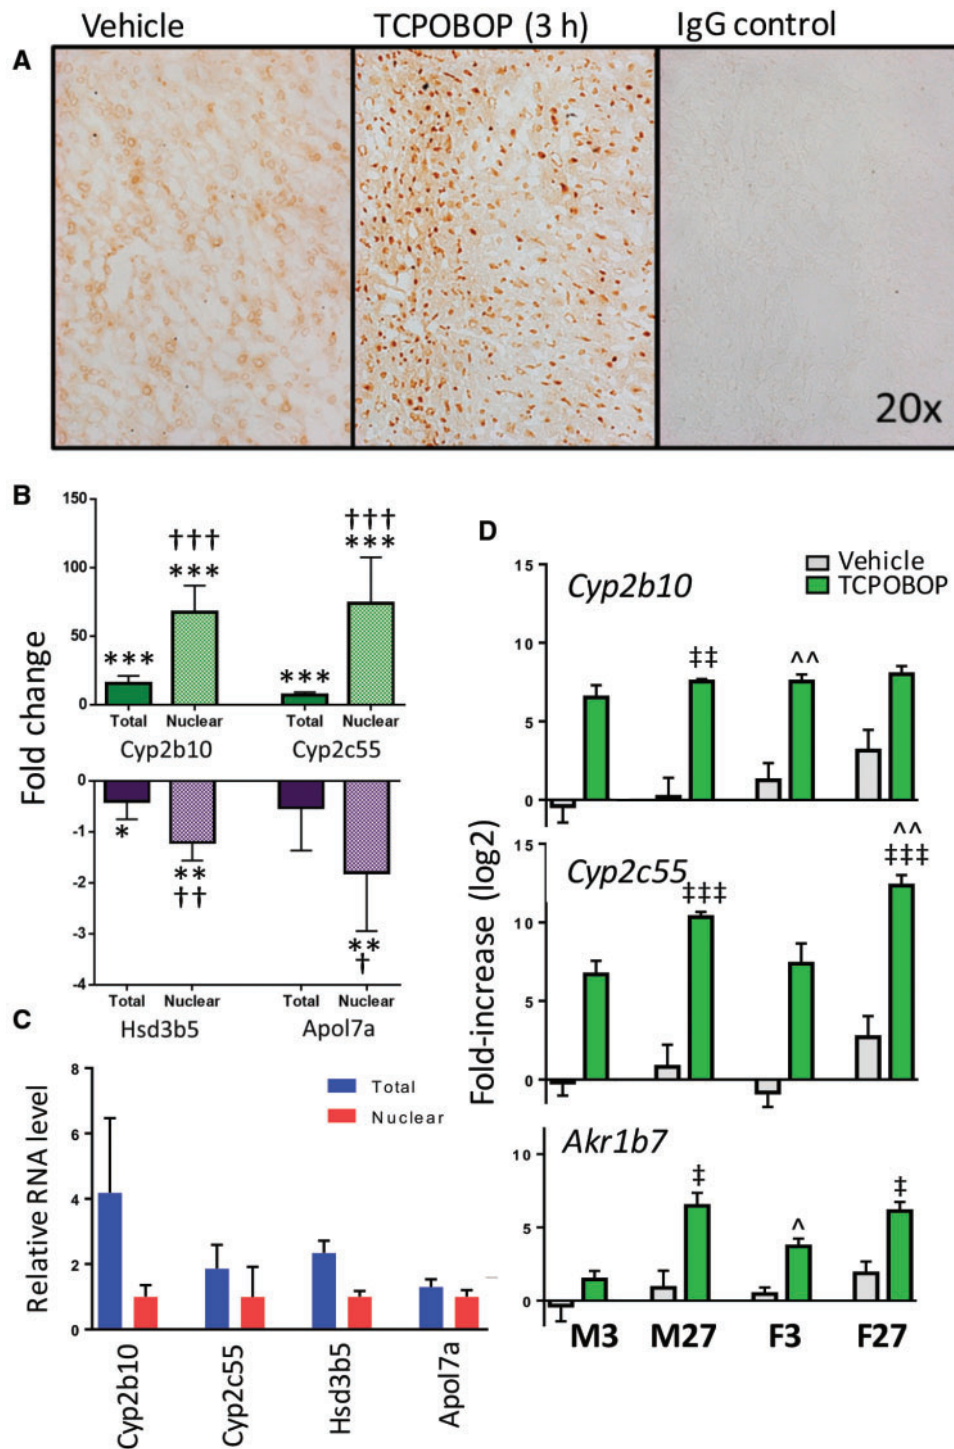 Vehicle TCPOBOP (3 h) IgG control
A
20x
B
Fold change
150
100
50
0
*** ††† *** *** ††† ***
Total Nuclear Total Nuclear
Cyp2b10 Cyp2c55
0
-1
-2
-3
-4
* ** †† ** †
Total Nuclear Total Nuclear
Hsd3b5 Apol7a
C
Relative RNA level
8
6
4
2
0
Total
Nuclear
Cyp2b10 Cyp2c55 Hsd3b5 Apol7a
D
Fold-increase (log2)
Vehicle
TCPOBOP
15
10
5
0
Cyp2b10
‡‡ ^^
15
10
5
0
Cyp2c55
‡‡‡ ^^ ‡‡‡
10
5
0
Akr1b7
‡ ^ ‡
M3 M27 F3 F27